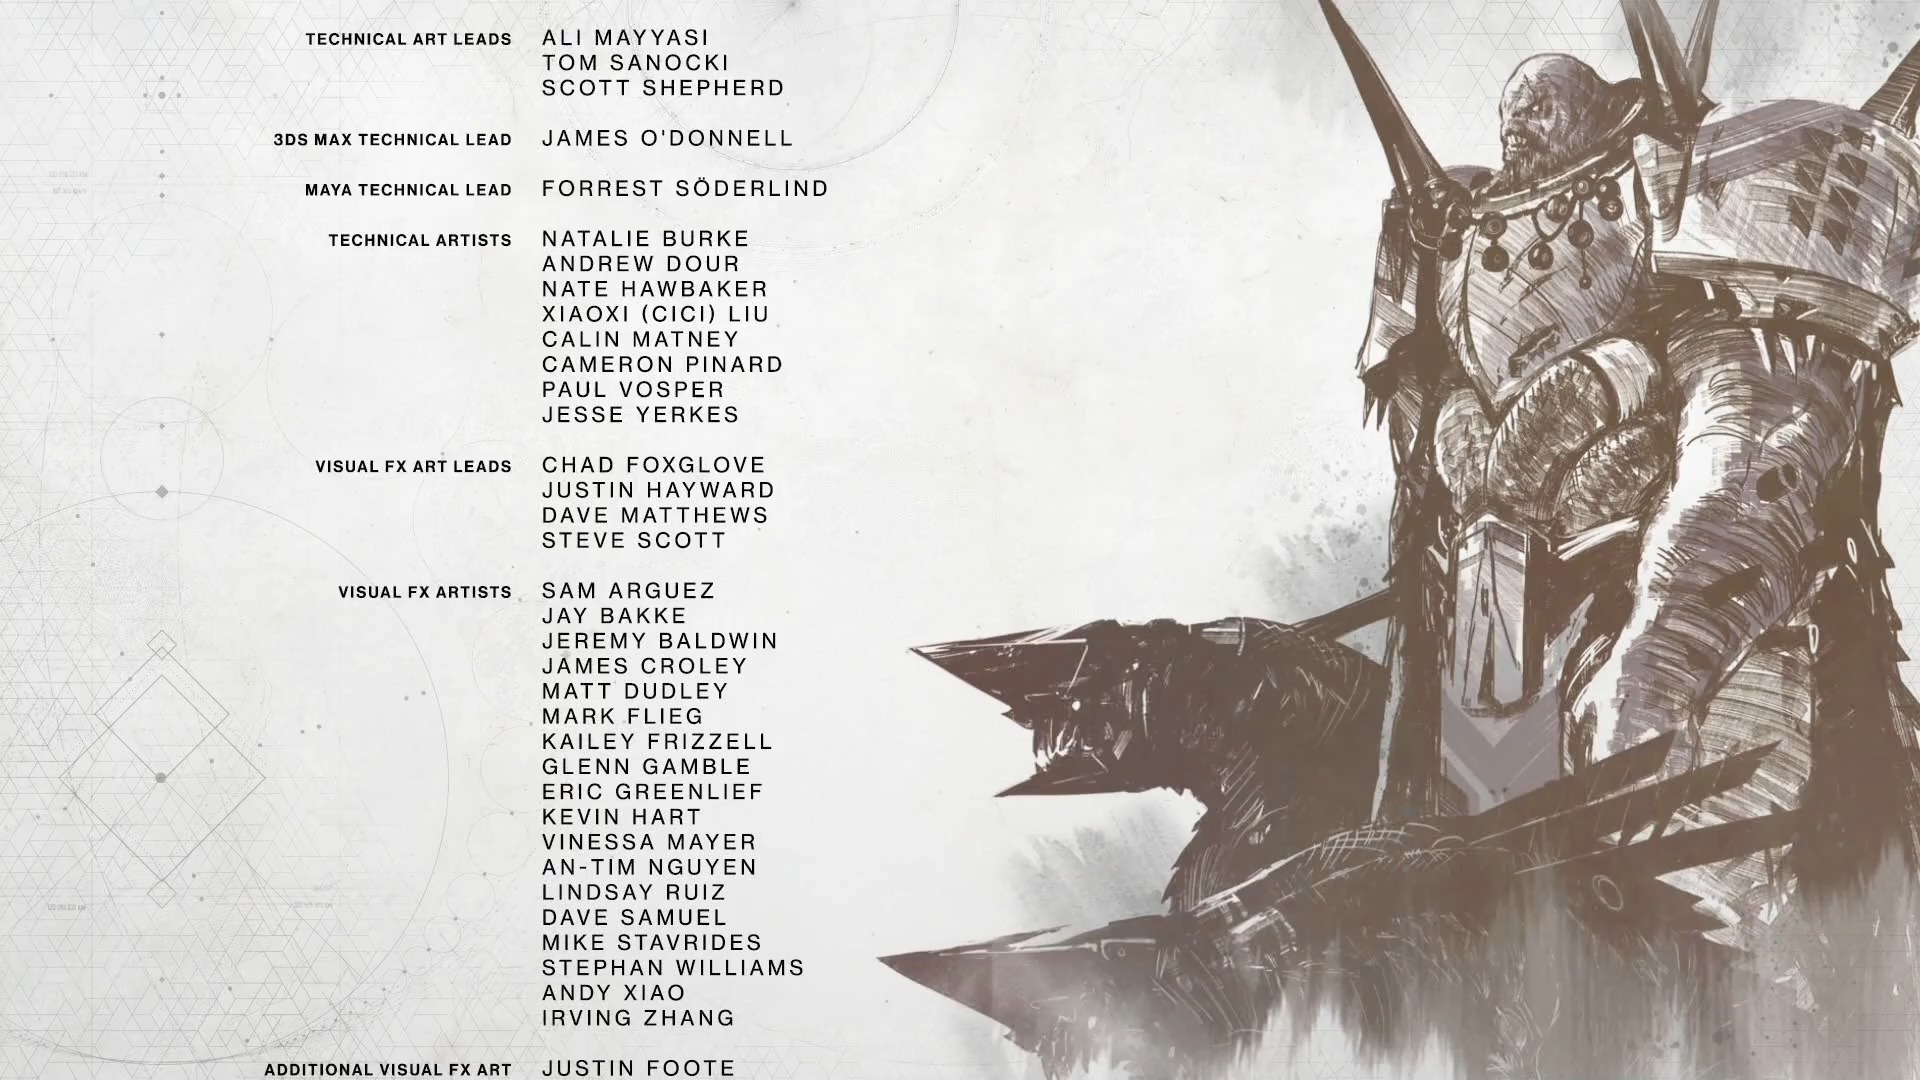 TECHNICAL ART LEADS ALI MAYYASI
TOM SANOCKI
SCOTT SHEPHERD
3DS MAX TECHNICAL LEAD JAMES O'DONNELL
MAYA TECHNICAL LEAD FORREST SÖDERLIND
TECHNICAL ARTISTS NATALIE BURKE
ANDREW DOUR
NATE HAWBAKER
XIAOXI (CICI) LIU
CALIN MATNEY
CAMERON PINARD
PAUL VOSPER
JESSE YERKES
VISUAL FX ART LEADS CHAD FOXGLOVE
JUSTIN HAYWARD
DAVE MATTHEWS
STEVE SCOTT
VISUAL FX ARTISTS SAM ARGUEZ
JAY BAKKE
JEREMY BALDWIN
JAMES CROLEY
MATT DUDLEY
MARK FLIEG
KAILEY FRIZZELL
GLENN GAMBLE
ERIC GREENLIEF
KEVIN HART
VINESSA MAYER
AN-TIM NGUYEN
LINDSAY RUIZ
DAVE SAMUEL
MIKE STAVRIDES
STEPHAN WILLIAMS
ANDY XIAO
IRVING ZHANG
ADDITIONAL VISUAL FX ART JUSTIN FOOTE